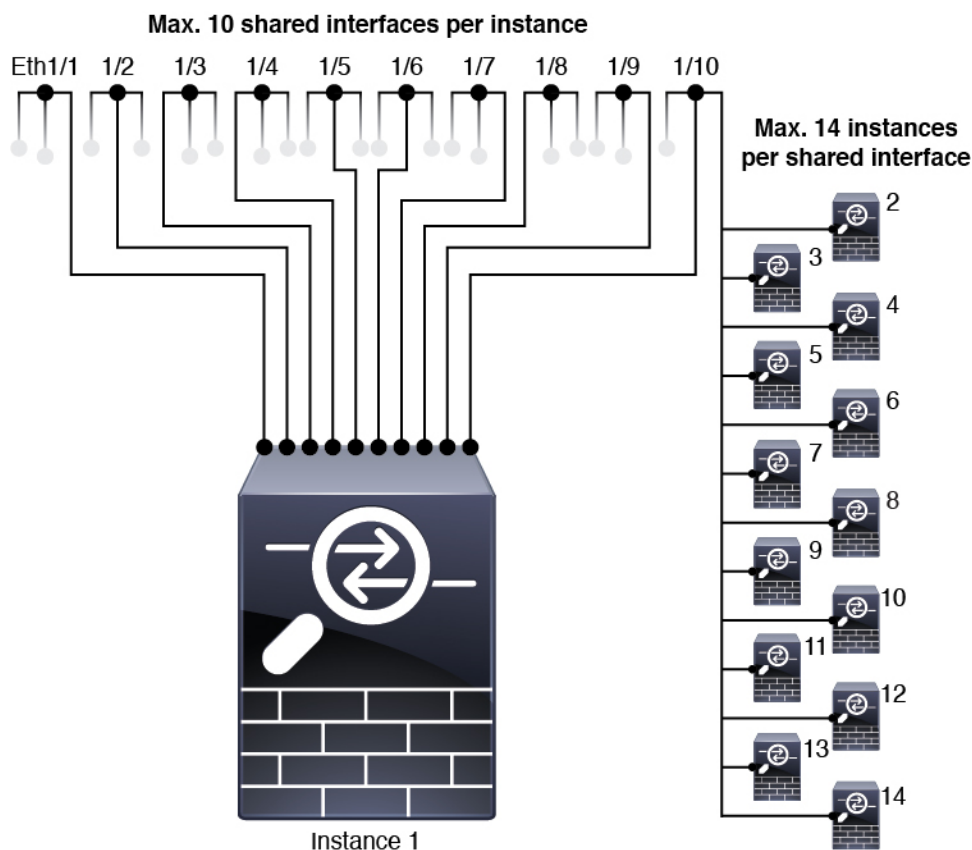 Max. 10 shared interfaces per instance
Eth1/1 1/2 1/3 1/4 1/5 1/6 1/7 1/8 1/9 1/10
Max. 14 instances
per shared interface
2
3
4
5
6
7
8
9
10
11
12
13
14
Instance 1